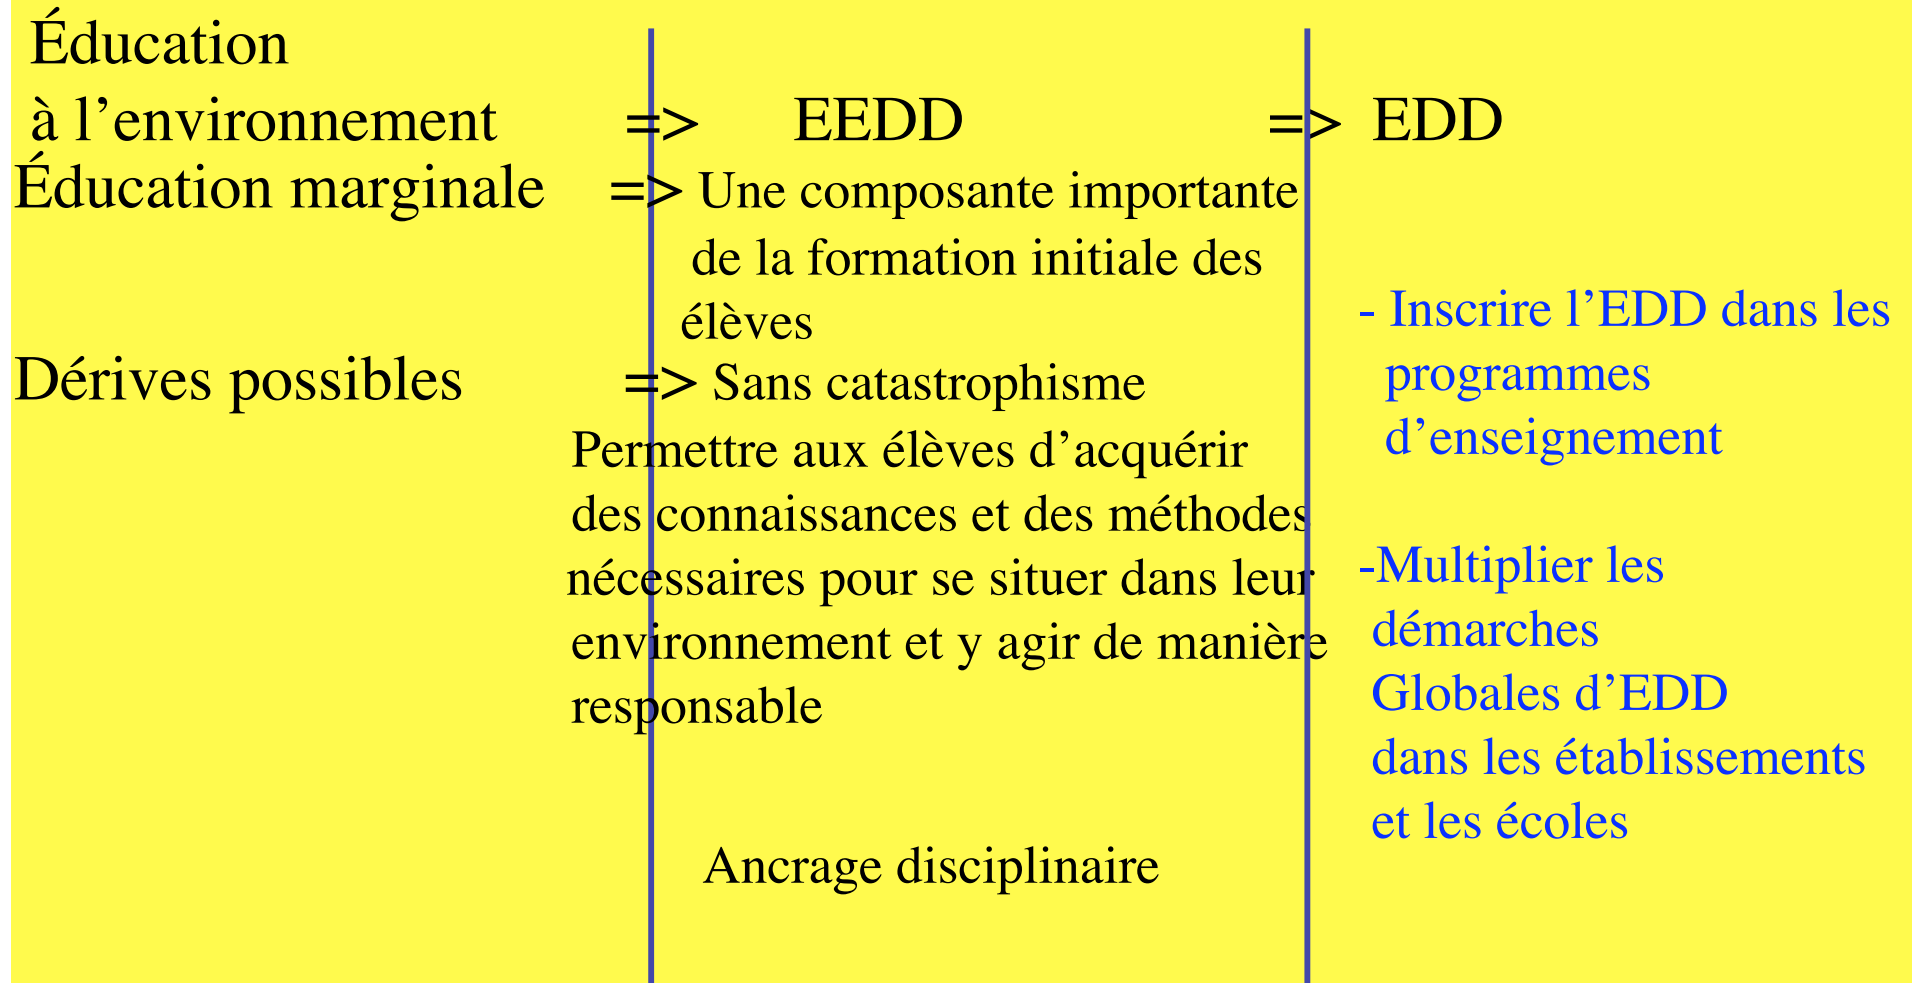 Éducation
à l’environnement => EEDD => EDD
Éducation marginale => Une composante importante
de la formation initiale des
élèves
Dérives possibles => Sans catastrophisme
Permettre aux élèves d’acquérir
des connaissances et des méthodes
nécessaires pour se situer dans leur
environnement et y agir de manière
responsable
Ancrage disciplinaire
- Inscrire l’EDD dans les
programmes
d’enseignement
-Multiplier les
démarches
Globales d’EDD
dans les établissements
et les écoles